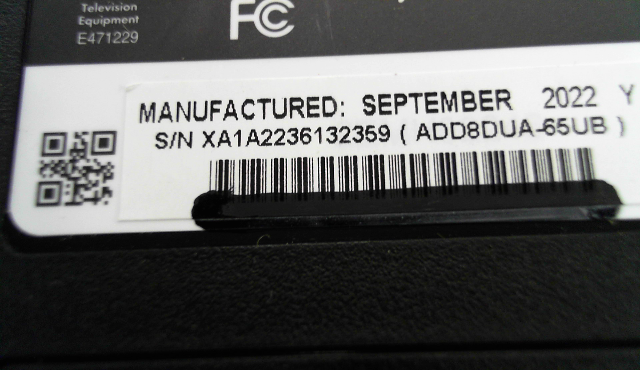 Television
Equipment
E471229
FC
MANUFACTURED: SEPTEMBER 2022 Y
S/N XA1A2236132359 ( ADD8DUA-65UB )